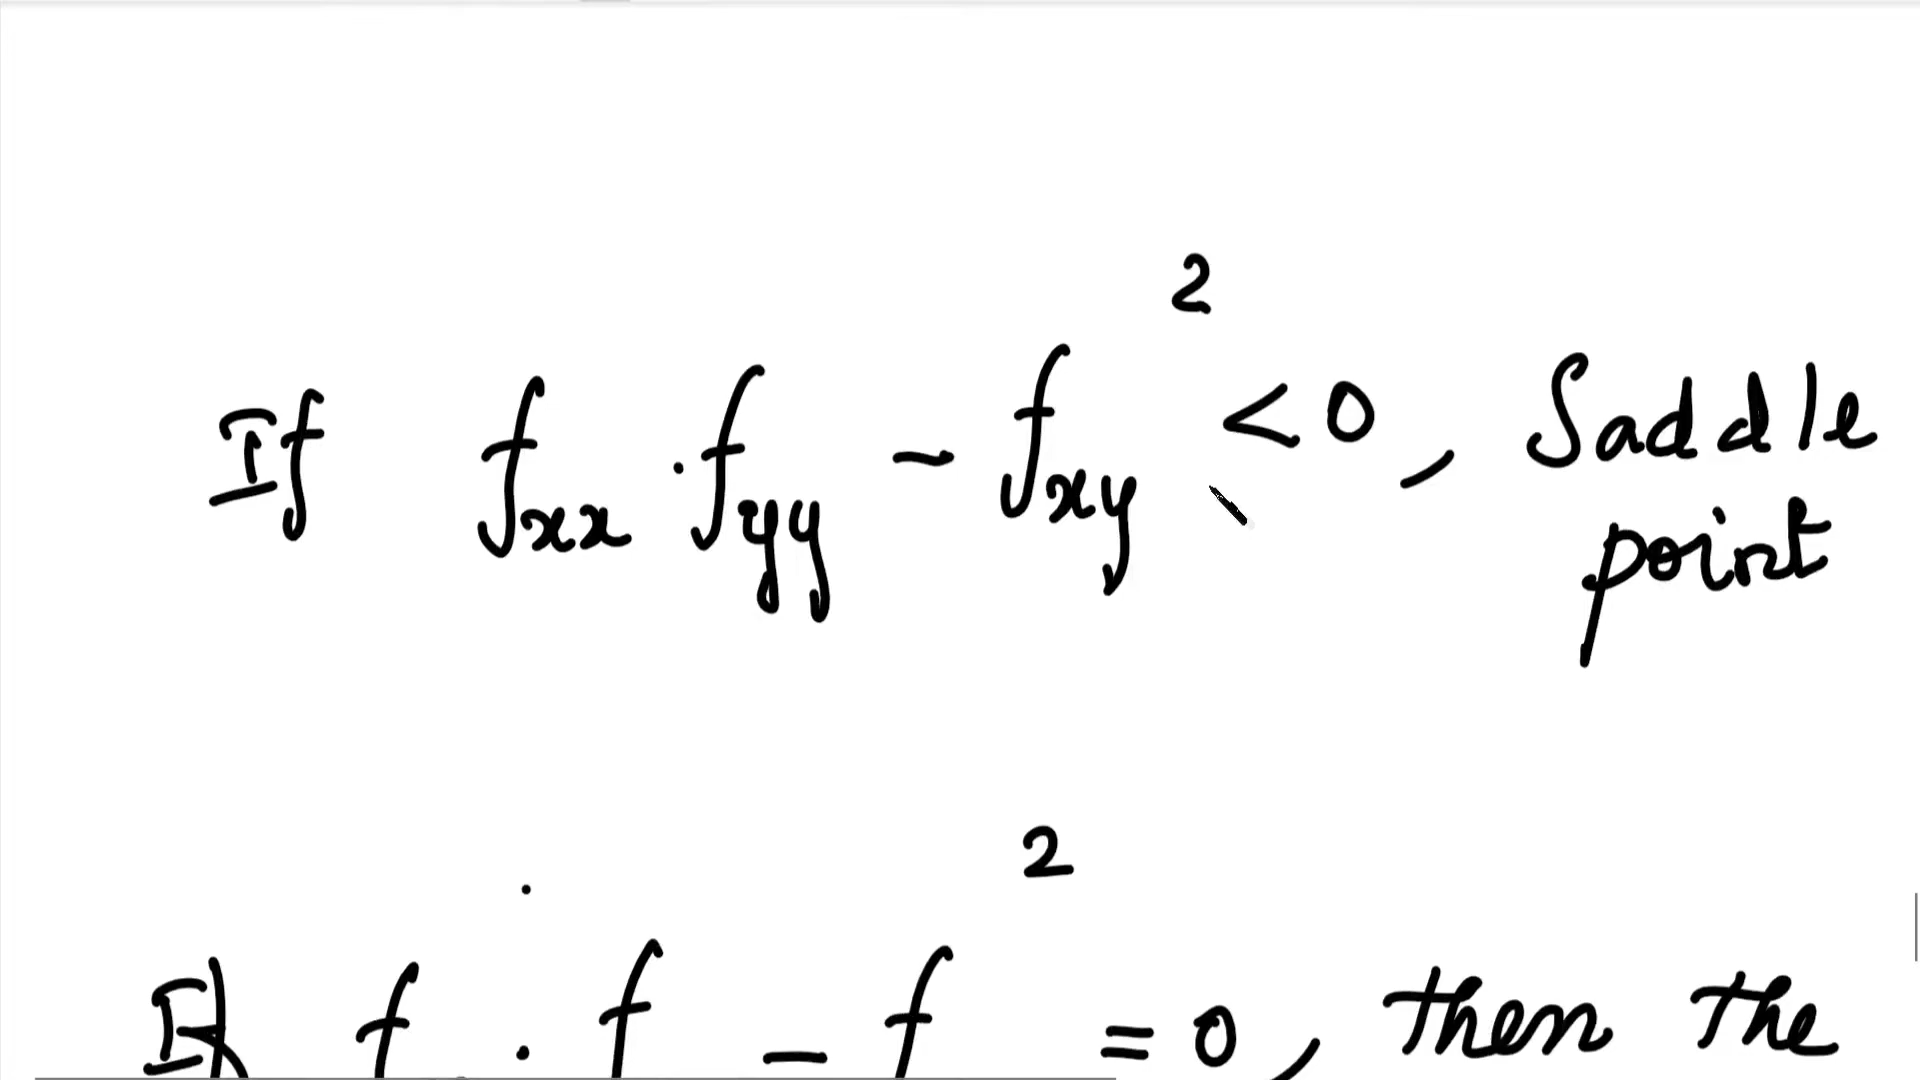 If fxx · fyy − fxy² < 0, Saddle
point
If f · f − f² = 0, then the